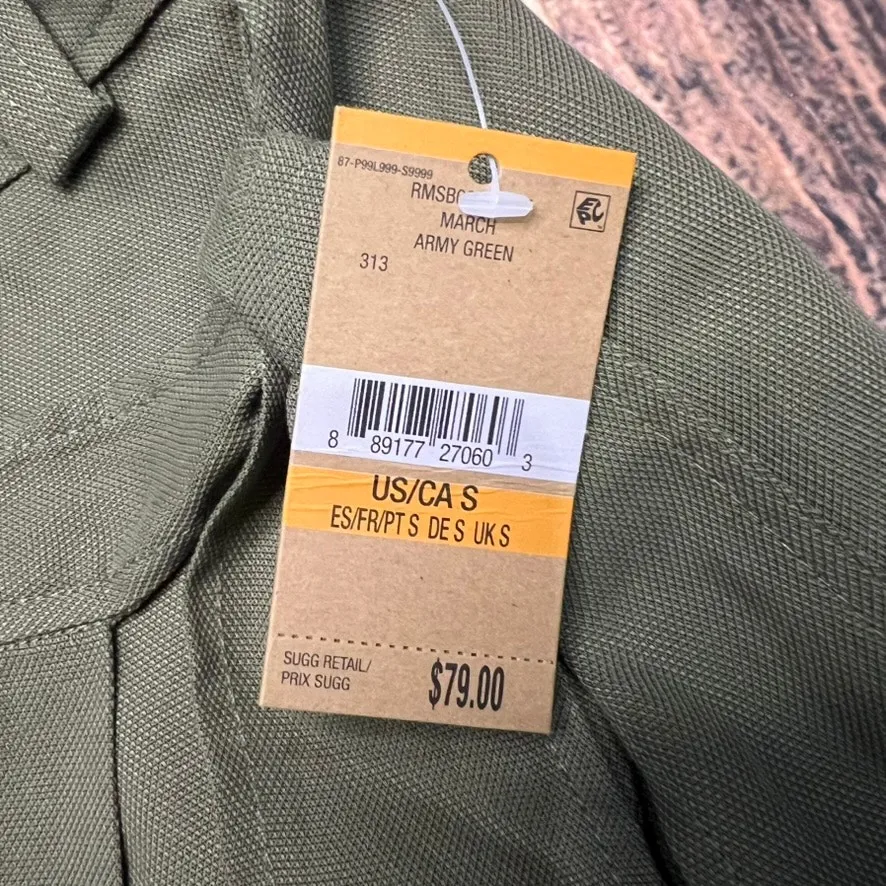 87-P99L999-S9999
EPC
MARCH
ARMY GREEN
313
8 89177 27060 3
US/CA S
ES/FR/PT S DE S UK S
SUGG RETAIL/
PRIX SUGG
$79.00